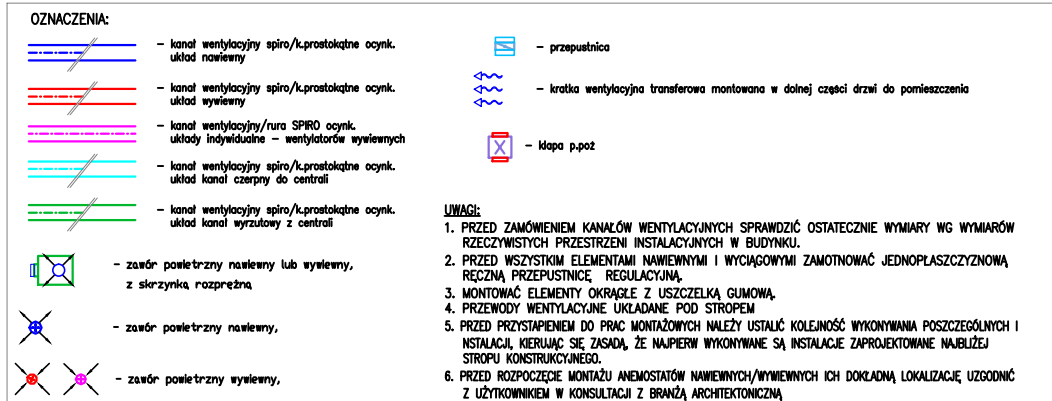 OZNACZENIA:
– kanał wentylacyjny spiro/k.prostokątne ocynk.
układ nawiewny
– kanał wentylacyjny spiro/k.prostokątne ocynk.
układ wywiewny
– kanał wentylacyjny/rura SPIRO ocynk.
układy indywidualne – wentylatorów wywiewnych
– kanał wentylacyjny spiro/k.prostokątne ocynk.
układ kanał czerpny do centrali
– kanał wentylacyjny spiro/k.prostokątne ocynk.
układ kanał wyrzutowy z centrali
– zawór powietrzny nawiewny lub wywiewny,
z skrzynką rozprężną
– zawór powietrzny nawiewny,
– zawór powietrzny wywiewny,
– przepustnica
– kratka wentylacyjna transferowa montowana w dolnej części drzwi do pomieszczenia
– kłapa p.poż
UWAGI:
1. PRZED ZAMÓWIENIEM KANAŁÓW WENTYLACYJNYCH SPRAWDZIĆ OSTATECZNIE WYMIARY WG WYMIARÓW
RZECZYWISTYCH PRZESTRZENI INSTALACYJNYCH W BUDYNKU.
2. PRZED WSZYSTKIM ELEMENTAMI NAWIEWNYMI I WYCIĄGOWYMI ZAMOTNOWAĆ JEDNOPŁASZCZYZNOWĄ
RĘCZNĄ PRZEPUSTNICĘ REGULACYJNĄ.
3. MONTOWAĆ ELEMENTY OKRĄGŁE Z USZCZELKĄ GUMOWĄ.
4. PRZEWODY WENTYLACYJNE UKŁADANE POD STROPEM
5. PRZED PRZYSTAPIENIEM DO PRAC MONTAŻOWYCH NALEŻY USTALIĆ KOLEJNOŚĆ WYKONYWANIA POSZCZEGÓLNYCH I
NSTALACJI, KIERUJĄC SIĘ ZASADĄ, ŻE NAJPIERW WYKONYWANE SĄ INSTALACJE ZAPROJEKTOWANE NAJBLIŻEJ
STROPU KONSTRUKCYJNEGO.
6. PRZED ROZPOCZĘCIE MONTAŻU ANEMOSTATÓW NAWIEWNYCH/WYWIEWNYCH ICH DOKŁADNĄ LOKALIZACJĘ UZGODNIĆ
Z UŻYTKOWNIKIEM W KONSULTACJI Z BRANŻĄ ARCHITEKTONICZNĄ